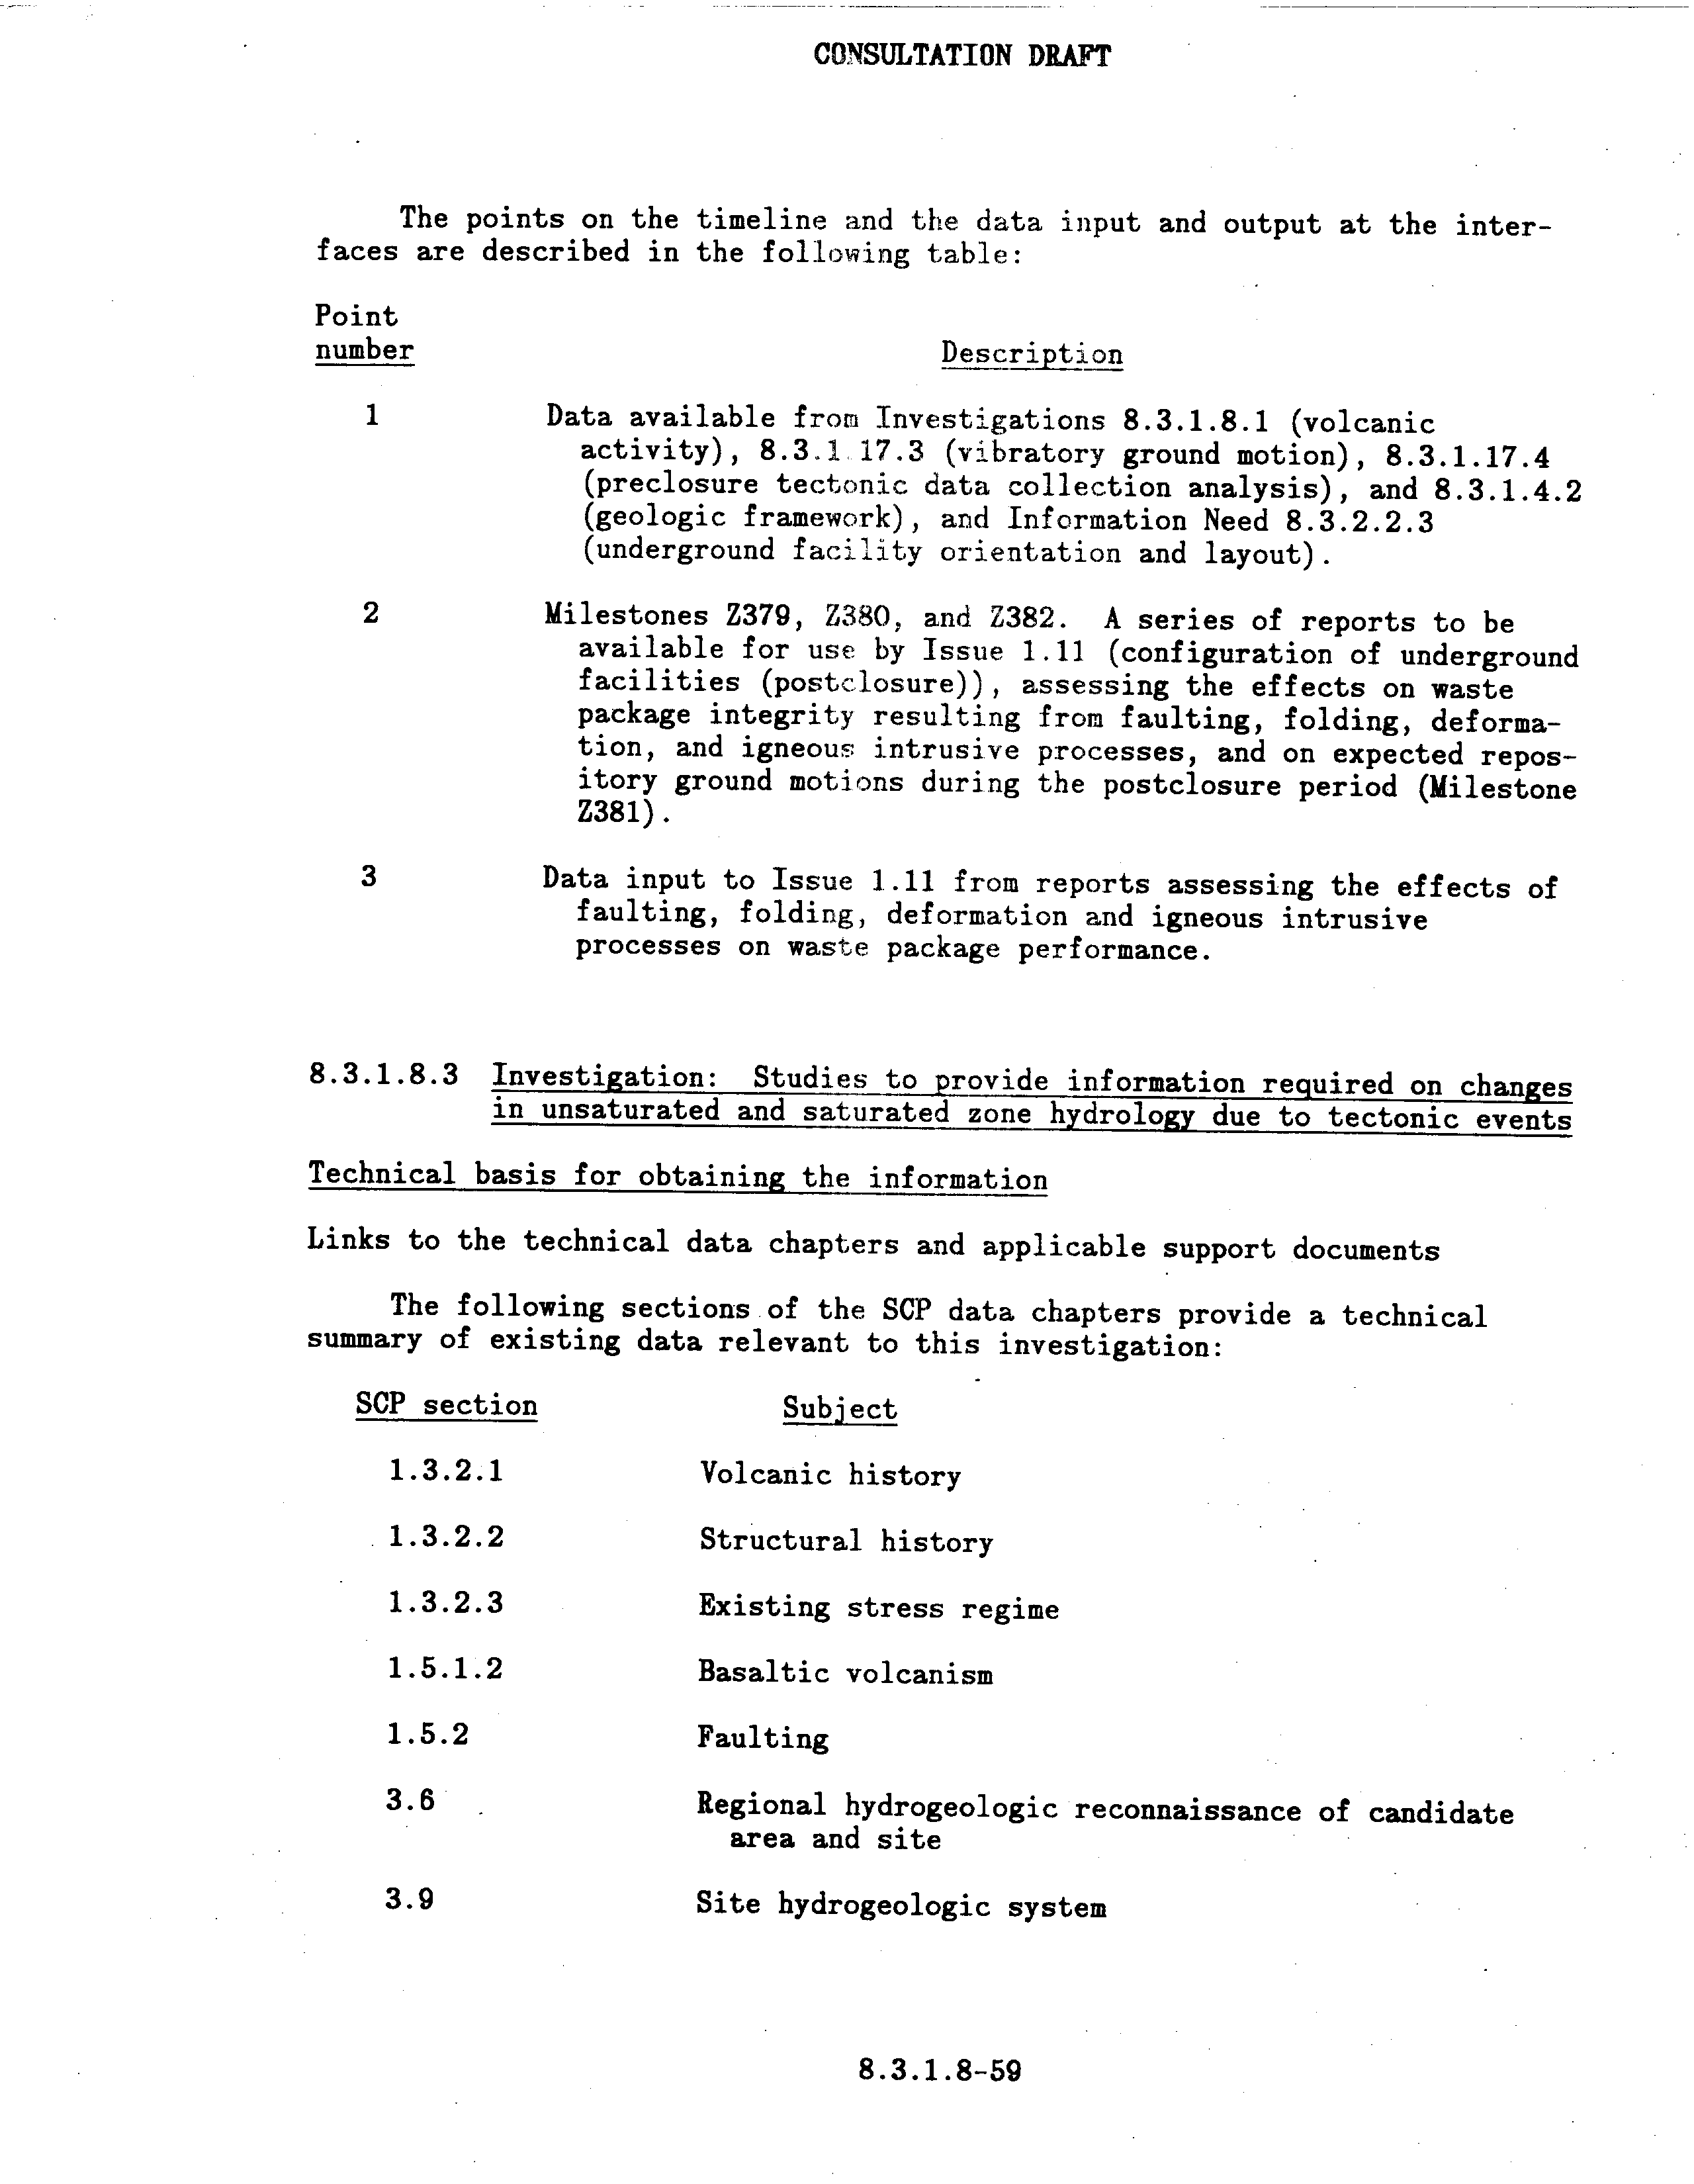 CONSULTATION DRAFT
The points on the timeline and the data input and output at the inter-
faces are described in the following table:
Point
number
Description
1
Data available from Investigations 8.3.1.8.1 (volcanic
activity), 8.3.1.17.3 (vibratory ground motion), 8.3.1.17.4
(preclosure tectonic data collection analysis), and 8.3.1.4.2
(geologic framework), and Information Need 8.3.2.2.3
(underground facility orientation and layout).
2
Milestones Z379, Z380, and Z382. A series of reports to be
available for use by Issue 1.11 (configuration of underground
facilities (postclosure)), assessing the effects on waste
package integrity resulting from faulting, folding, deforma-
tion, and igneous intrusive processes, and on expected repos-
itory ground motions during the postclosure period (Milestone
Z381).
3
Data input to Issue 1.11 from reports assessing the effects of
faulting, folding, deformation and igneous intrusive
processes on waste package performance.
8.3.1.8.3 Investigation: Studies to provide information required on changes
in unsaturated and saturated zone hydrology due to tectonic events
Technical basis for obtaining the information
Links to the technical data chapters and applicable support documents
The following sections of the SCP data chapters provide a technical
summary of existing data relevant to this investigation:
SCP section Subject
1.3.2.1 Volcanic history
1.3.2.2 Structural history
1.3.2.3 Existing stress regime
1.5.1.2 Basaltic volcanism
1.5.2 Faulting
3.6 Regional hydrogeologic reconnaissance of candidate
area and site
3.9 Site hydrogeologic system
8.3.1.8-59